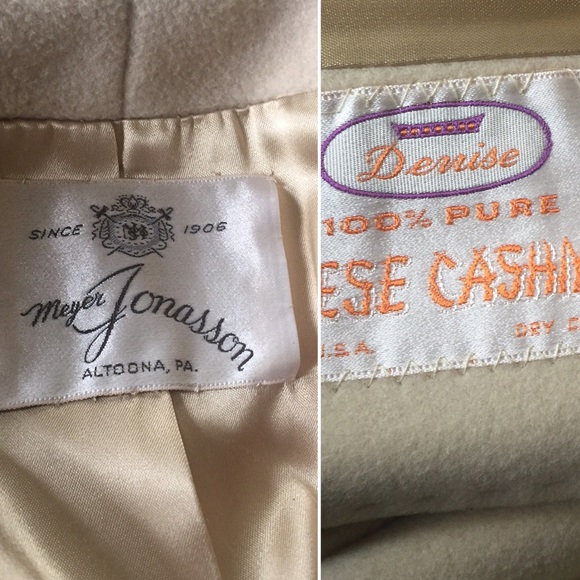 SINCE 1906
Meyer Jonasson
ALTOONA, PA.
Denise
100% PURE
ESE CASHM
U.S.A. DRY C